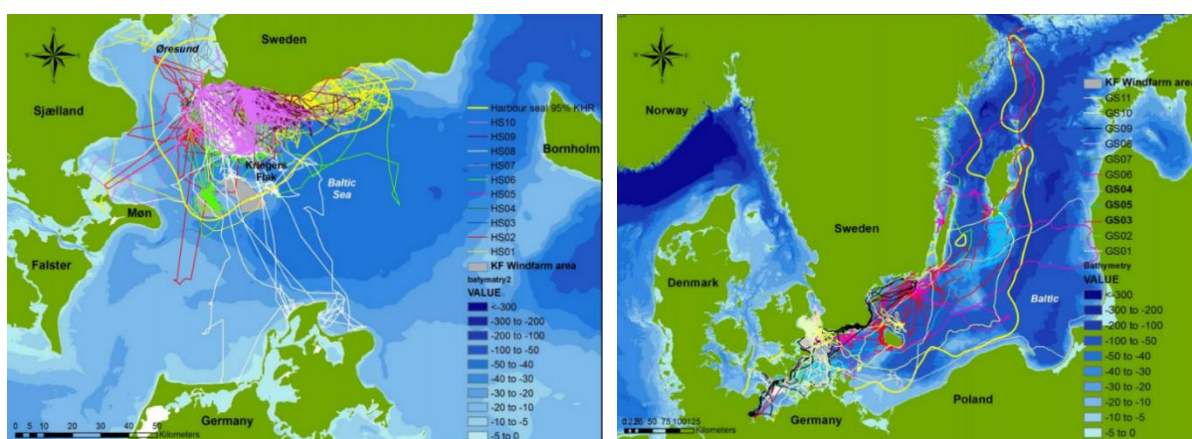 N
Sweden
Øresund
Sjælland
Harbour seal 95% KHR
HS10
HS09
HS08
HS07
HS06
HS05
HS04
HS03
HS02
HS01
KF Windfarm area
batymatry2
VALUE
<-300
-300 to -200
-200 to -100
-100 to -50
-50 to -40
-40 to -30
-30 to -20
-20 to -10
-10 to -5
-5 to 0
Kriegers
Flak
Baltic
Sea
Bornholm
Møn
Falster
Germany
0 5 10 20 30 40 50
Kilometers
N
Norway
Sweden
Denmark
KF Windfarm area
GS11
GS10
GS09
GS08
GS07
GS06
GS04
GS05
GS03
GS02
GS01
Bathymetry
VALUE
<-300
-300 to -200
-200 to -100
-100 to -50
-50 to -40
-40 to -30
-30 to -20
-20 to -10
-10 to -5
-5 to 0
Baltic
Poland
Germany
Kilometers